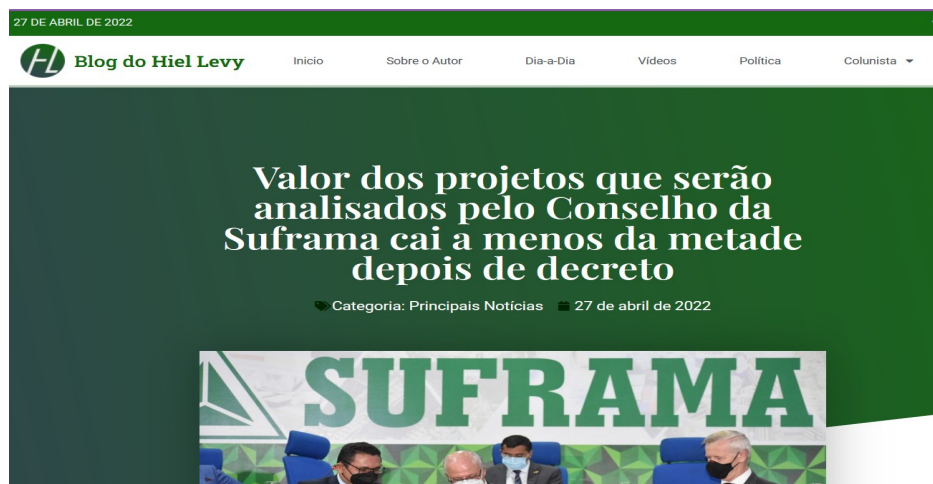 27 DE ABRIL DE 2022
HL Blog do Hiel Levy Inicio Sobre o Autor Dia-a-Dia Vídeos Política Colunista
Valor dos projetos que serão
analisados pelo Conselho da
Suframa cai a menos da metade
depois de decreto
Categoria: Principais Notícias 27 de abril de 2022
SUFRAMA